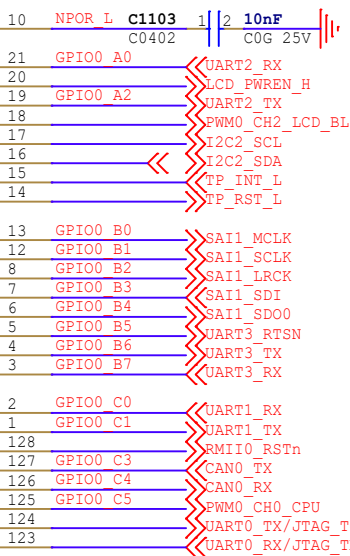 10 NPOR_L C1103 1 2 10nF
C0402 C0G 25V
21 GPIO0_A0 UART2_RX
20 LCD_PWREN_H
19 GPIO0_A2 UART2_TX
18 PWM0_CH2_LCD_BL
17 I2C2_SCL
16 I2C2_SDA
15 TP_INT_L
14 TP_RST_L
13 GPIO0_B0 SAI1_MCLK
12 GPIO0_B1 SAI1_SCLK
8 GPIO0_B2 SAI1_LRCK
7 GPIO0_B3 SAI1_SDI
6 GPIO0_B4 SAI1_SDO0
5 GPIO0_B5 UART3_RTSN
4 GPIO0_B6 UART3_TX
3 GPIO0_B7 UART3_RX
2 GPIO0_C0 UART1_RX
1 GPIO0_C1 UART1_TX
128 RMII0_RSTn
127 GPIO0_C3 CAN0_TX
126 GPIO0_C4 CAN0_RX
125 GPIO0_C5 PWM0_CH0_CPU
124 UART0_TX/JTAG_T
123 UART0_RX/JTAG_T